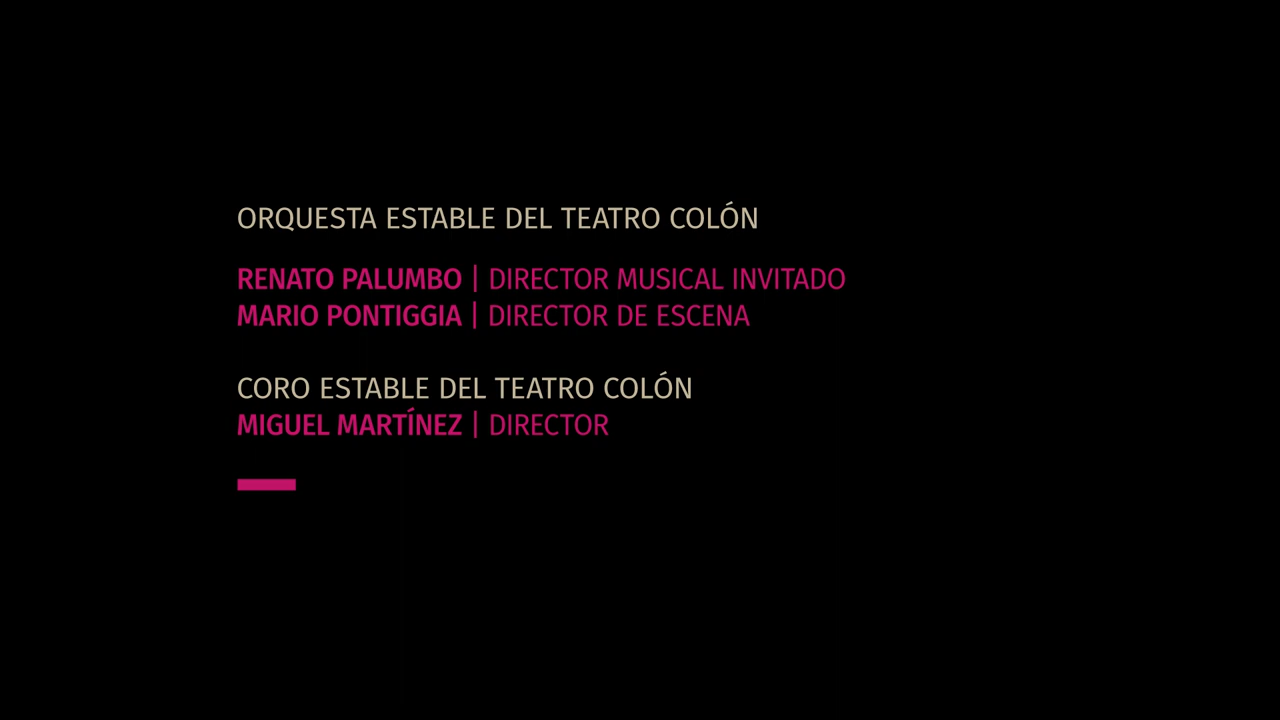 ORQUESTA ESTABLE DEL TEATRO COLÓN
RENATO PALUMBO | DIRECTOR MUSICAL INVITADO
MARIO PONTIGGIA | DIRECTOR DE ESCENA
CORO ESTABLE DEL TEATRO COLÓN
MIGUEL MARTÍNEZ | DIRECTOR